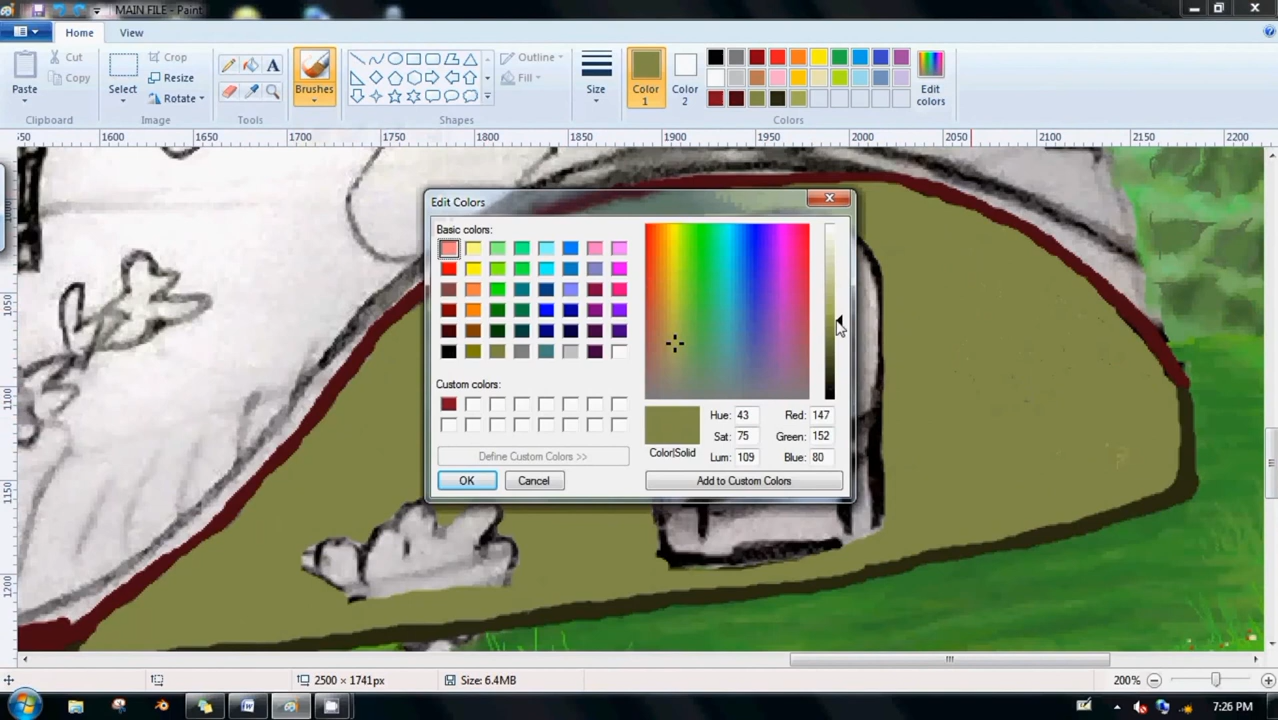 MAIN FILE - Paint
Home View
Paste
Cut
Copy
Clipboard
Select
Crop
Resize
Rotate
Image
A
Tools
Brushes
Outline
Fill
Shapes
Size
Color 1
Color 2
Edit colors
Colors
1600 1650 1700 1750 1800 1850 1900 1950 2000 2050 2100 2150 2200
1050
1100
1150
1200
Edit Colors
Basic colors:
Custom colors:
Define Custom Colors >>
OK Cancel
Color|Solid
Hue: 43 Red: 147
Sat: 75 Green: 152
Lum: 109 Blue: 80
Add to Custom Colors
2500 × 1741px Size: 6.4MB 200%
7:26 PM